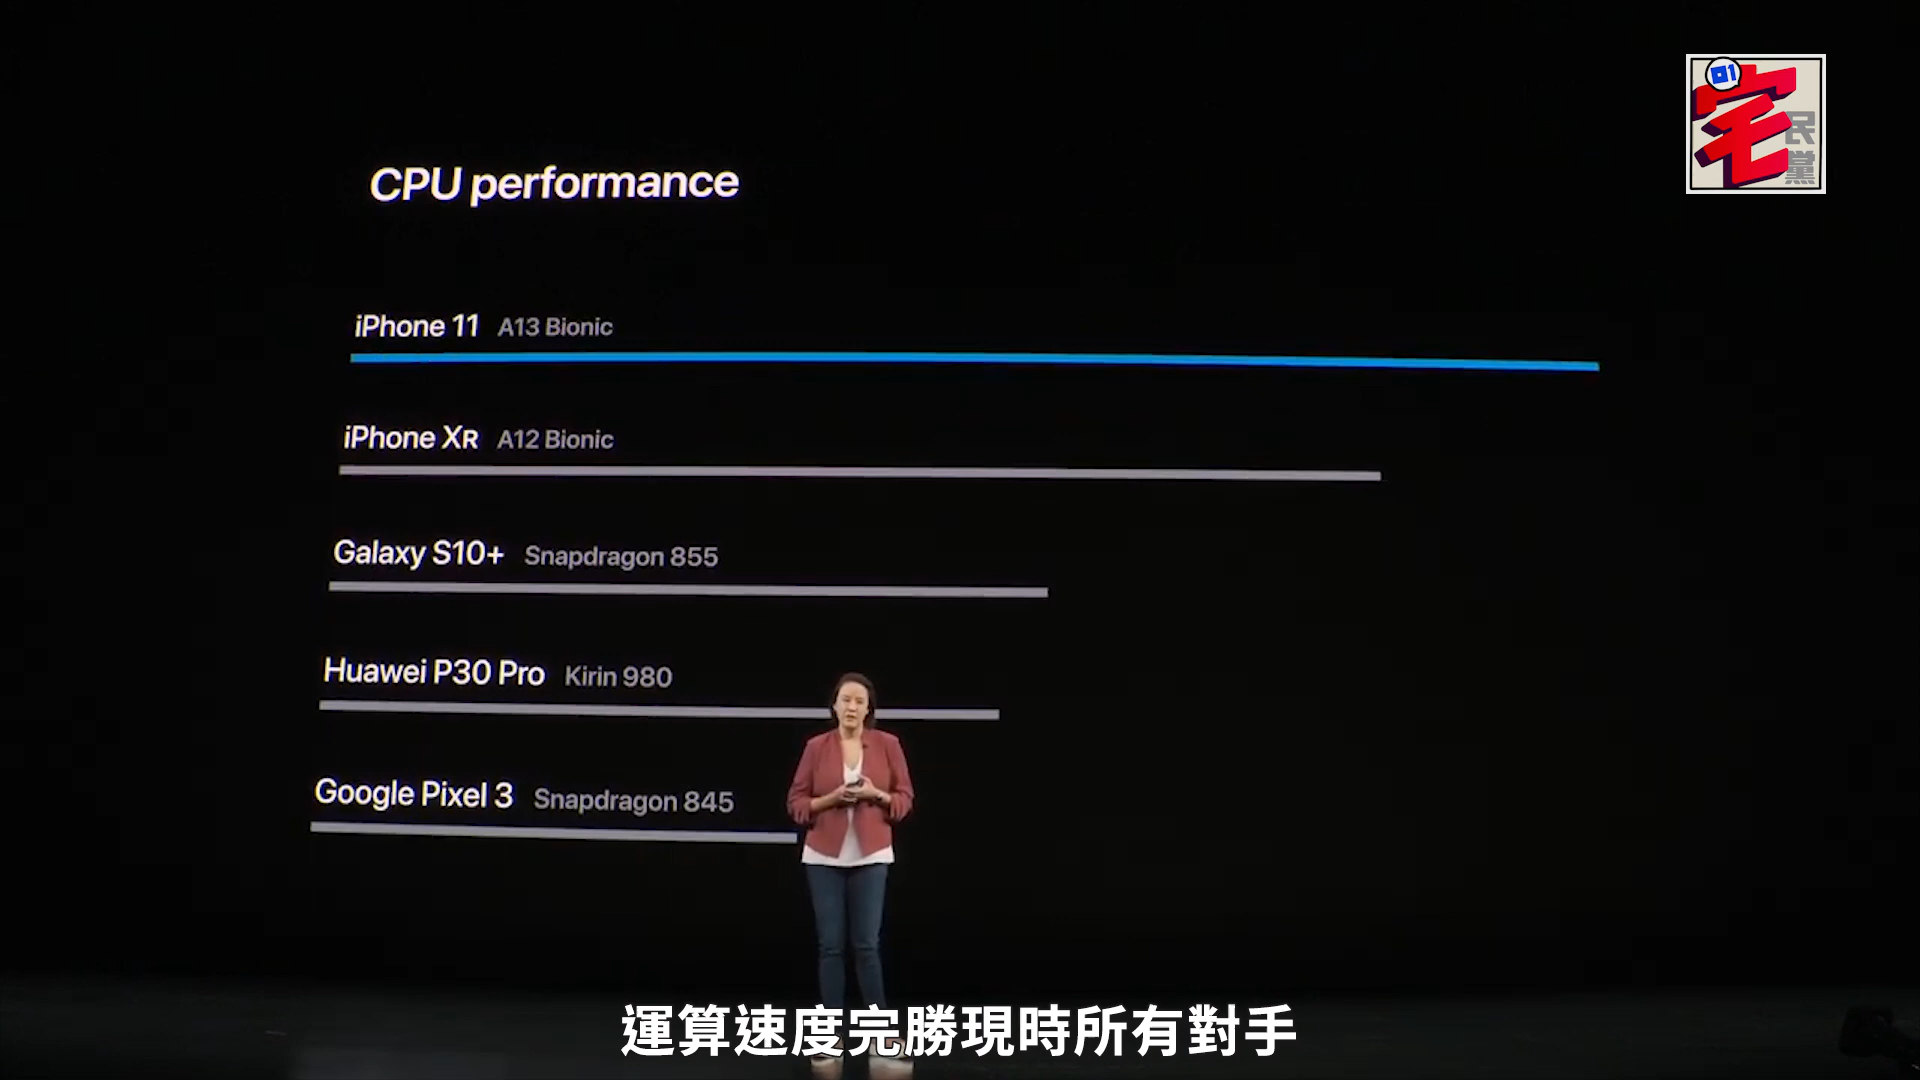 01
宅
民
黨
CPU performance
iPhone 11 A13 Bionic
iPhone XR A12 Bionic
Galaxy S10+ Snapdragon 855
Huawei P30 Pro Kirin 980
Google Pixel 3 Snapdragon 845
運算速度完勝現時所有對手